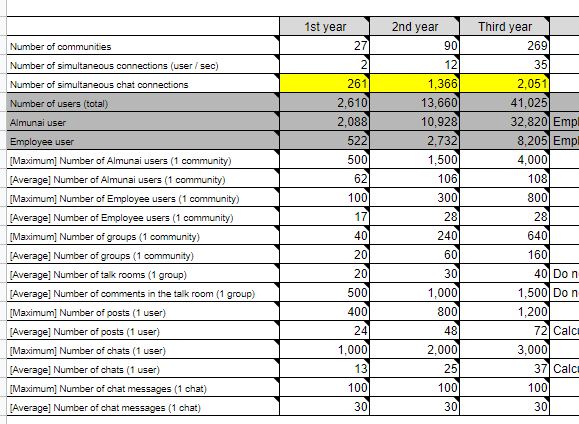 1st year 2nd year Third year
Number of communities 27 90 269
Number of simultaneous connections (user / sec) 2 12 35
Number of simultaneous chat connections 261 1,366 2,051
Number of users (total) 2,610 13,660 41,025
Almunai user 2,088 10,928 32,820 Empl
Employee user 522 2,732 8,205 Empl
[Maximum] Number of Almunai users (1 community) 500 1,500 4,000
[Average] Number of Almunai users (1 community) 62 106 108
[Maximum] Number of Employee users (1 community) 100 300 800
[Average] Number of Employee users (1 community) 17 28 28
[Maximum] Number of groups (1 community) 40 240 640
[Average] Number of groups (1 community) 20 60 160
[Average] Number of talk rooms (1 group) 20 30 40 Do n
[Average] Number of comments in the talk room (1 group) 500 1,000 1,500 Do n
[Maximum] Number of posts (1 user) 400 800 1,200
[Average] Number of posts (1 user) 24 48 72 Calc
[Maximum] Number of chats (1 user) 1,000 2,000 3,000
[Average] Number of chats (1 user) 13 25 37 Calc
[Maximum] Number of chat messages (1 chat) 100 100 100
[Average] Number of chat messages (1 chat) 30 30 30